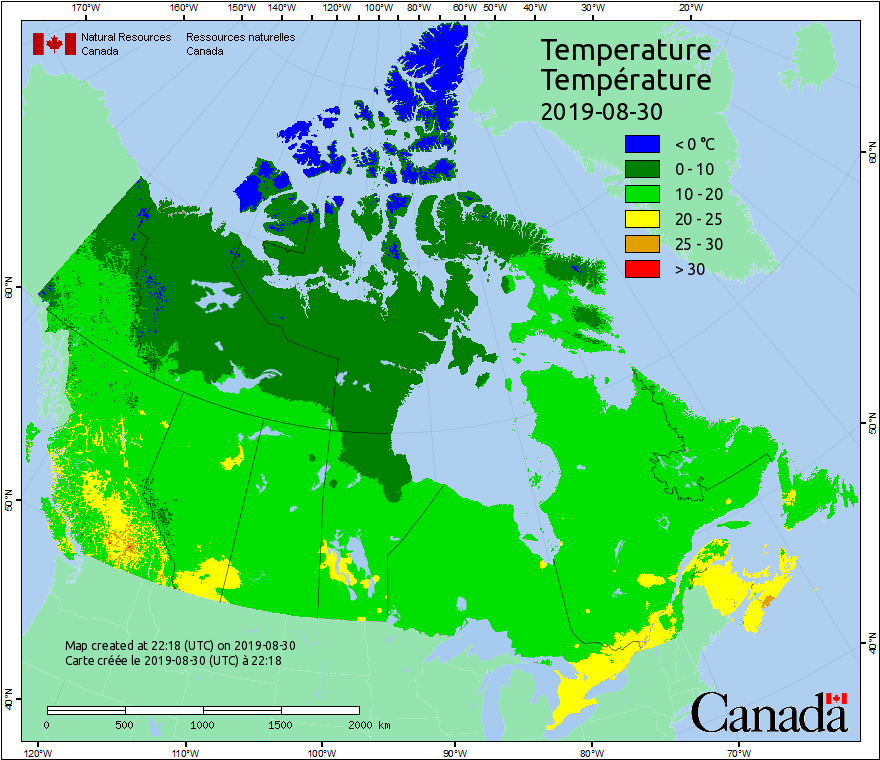 170°W 160°W 150°W 140°W 120°W 100°W 80°W 60°W 50°W 40°W 30°W 20°W
Natural Resources Canada
Ressources naturelles Canada
Temperature
Température
2019-08-30
< 0 °C
0 - 10
10 - 20
20 - 25
25 - 30
> 30
60°N
50°N
40°N
60°N
50°N
40°N
Map created at 22:18 (UTC) on 2019-08-30
Carte créée le 2019-08-30 (UTC) à 22:18
0 500 1000 1500 2000 km
Canada
120°W 110°W 100°W 90°W 80°W 70°W